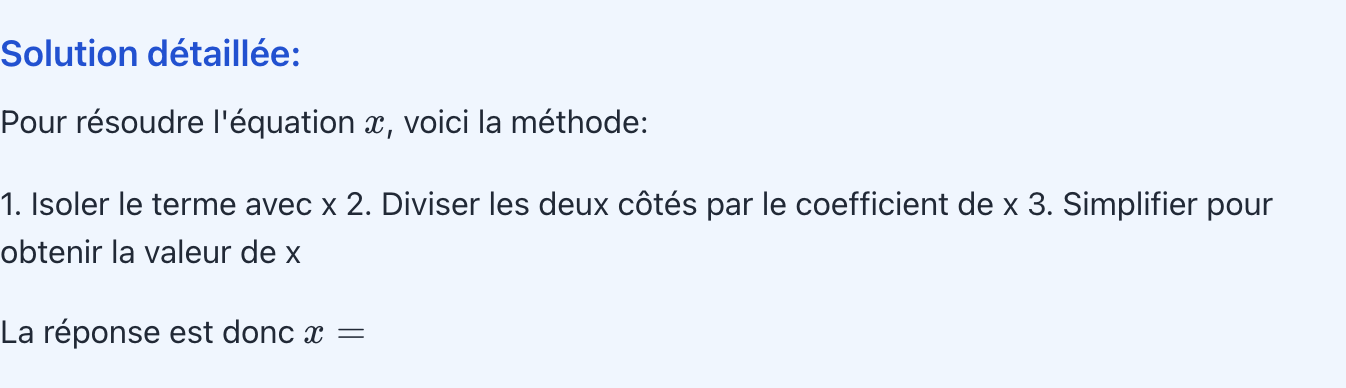 Solution détaillée:
Pour résoudre l'équation x, voici la méthode:
1. Isoler le terme avec x 2. Diviser les deux côtés par le coefficient de x 3. Simplifier pour
obtenir la valeur de x
La réponse est donc x =